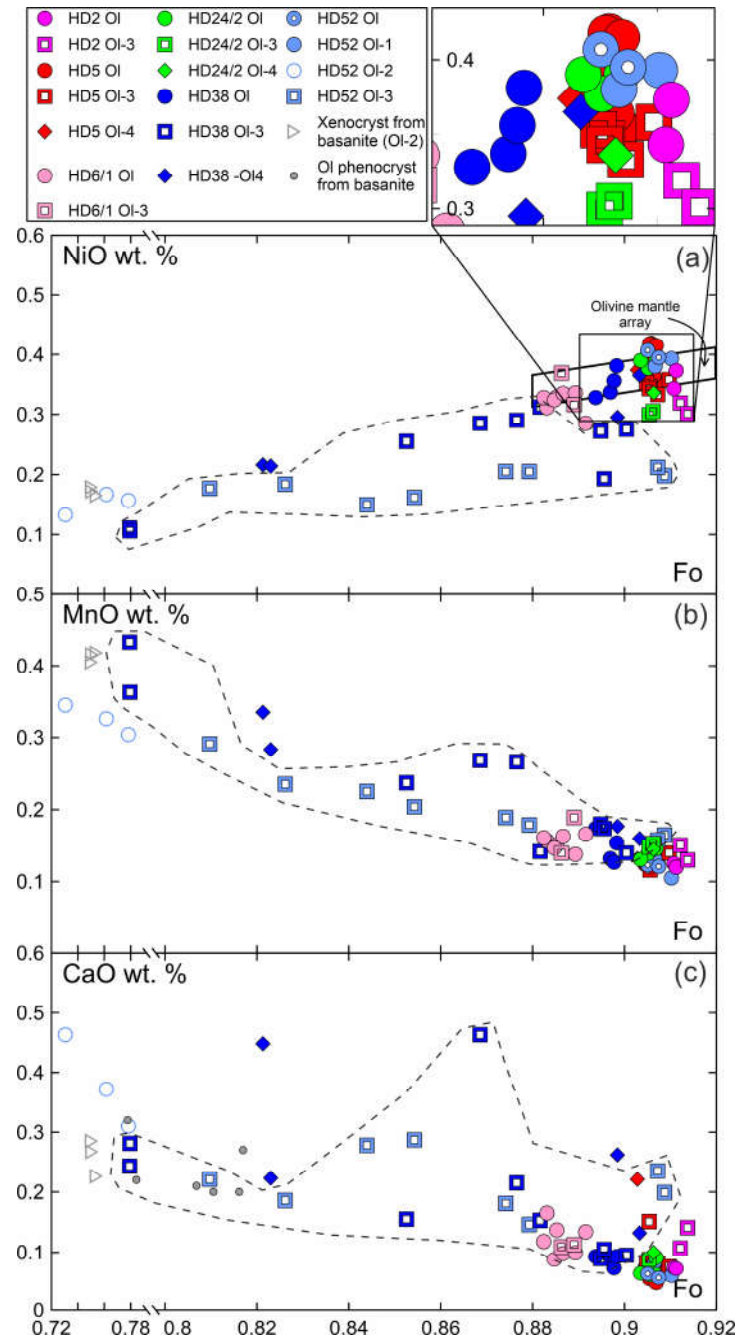 HD2 Ol
HD24/2 Ol
HD52 Ol
HD2 Ol-3
HD24/2 Ol-3
HD52 Ol-1
HD5 Ol
HD24/2 Ol-4
HD52 Ol-2
HD5 Ol-3
HD38 Ol
HD52 Ol-3
HD5 Ol-4
HD38 Ol-3
Xenocryst from
basanite (Ol-2)
HD6/1 Ol
HD38 -Ol4
Ol phenocryst
from basanite
HD6/1 Ol-3
0.4
0.3
0.6
NiO wt. %
(a)
0.5
Olivine mantle
array
0.4
0.3
0.2
0.1
Fo
0.5
MnO wt. %
(b)
0.4
0.3
0.2
0.1
Fo
0.6
CaO wt. %
(c)
0.5
0.4
0.3
0.2
0.1
Fo
0
0.72 0.78 0.8 0.82 0.84 0.86 0.88 0.9 0.92